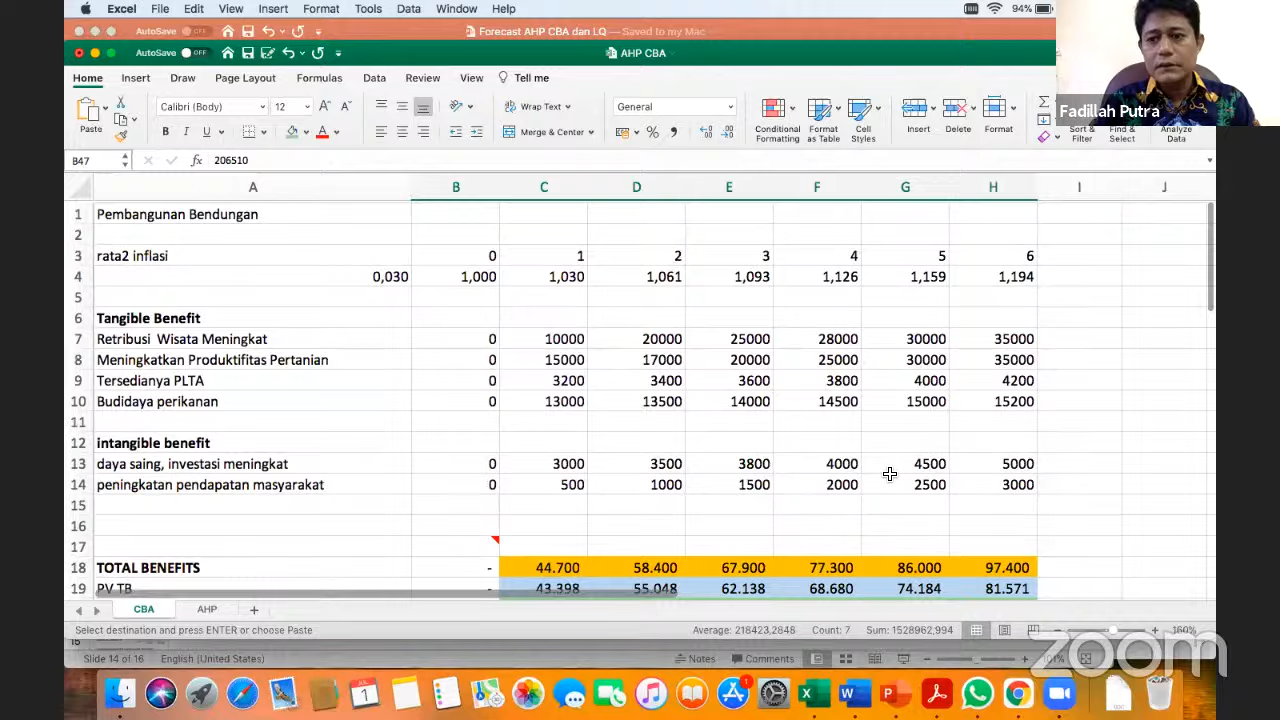 Excel File Edit View Insert Format Tools Data Window Help 94%
AutoSave OFF Forecast AHP CBA dan LQ — Saved to my Mac
AutoSave OFF AHP CBA
Home Insert Draw Page Layout Formulas Data Review View Tell me
Calibri (Body) 12 Wrap Text General
Paste B I U Merge & Center Conditional Formatting Format as Table Cell Styles Insert Delete Format Sort & Filter Find & Select Analyze Data
Fadillah Putra
B47 fx 206510
A B C D E F G H I J
1 Pembangunan Bendungan
2
3 rata2 inflasi 0 1 2 3 4 5 6
4 0,030 1,000 1,030 1,061 1,093 1,126 1,159 1,194
5
6 Tangible Benefit
7 Retribusi Wisata Meningkat 0 10000 20000 25000 28000 30000 35000
8 Meningkatkan Produktifitas Pertanian 0 15000 17000 20000 25000 30000 35000
9 Tersedianya PLTA 0 3200 3400 3600 3800 4000 4200
10 Budidaya perikanan 0 13000 13500 14000 14500 15000 15200
11
12 intangible benefit
13 daya saing, investasi meningkat 0 3000 3500 3800 4000 4500 5000
14 peningkatan pendapatan masyarakat 0 500 1000 1500 2000 2500 3000
15
16
17
18 TOTAL BENEFITS - 44.700 58.400 67.900 77.300 86.000 97.400
19 PV TB - 43.398 55.048 62.138 68.680 74.184 81.571
CBA AHP +
Select destination and press ENTER or choose Paste Average: 218423,2848 Count: 7 Sum: 1528962,994 160%
15
Slide 14 of 16 English (United States) Notes Comments 101%
zoom
JUL 1
1